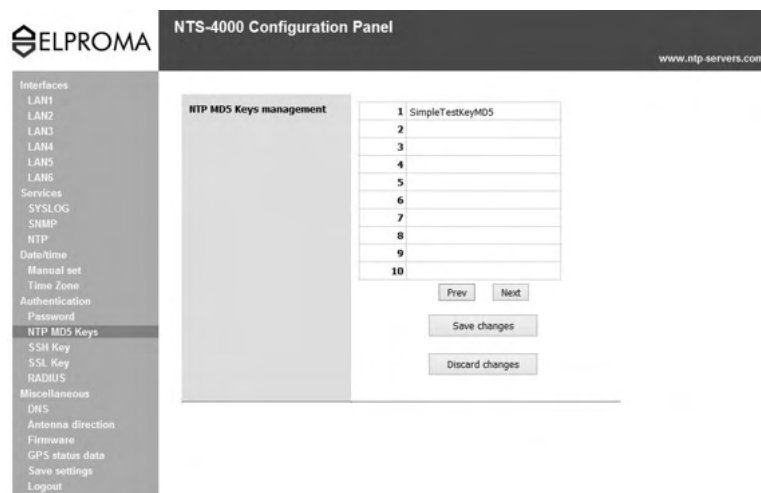 ELPROMA
NTS-4000 Configuration Panel
www.ntp-servers.com
Interfaces
LAN1
LAN2
LAN3
LAN4
LAN5
LAN6
Services
SYSLOG
SNMP
NTP
Date/time
Manual set
Time Zone
Authentication
Password
NTP MD5 Keys
SSH Key
SSL Key
RADIUS
Miscellaneous
DNS
Antenna direction
Firmware
GPS status data
Save settings
Logout
NTP MD5 Keys management
1 SimpleTestKeyMD5
2
3
4
5
6
7
8
9
10
Prev Next
Save changes
Discard changes